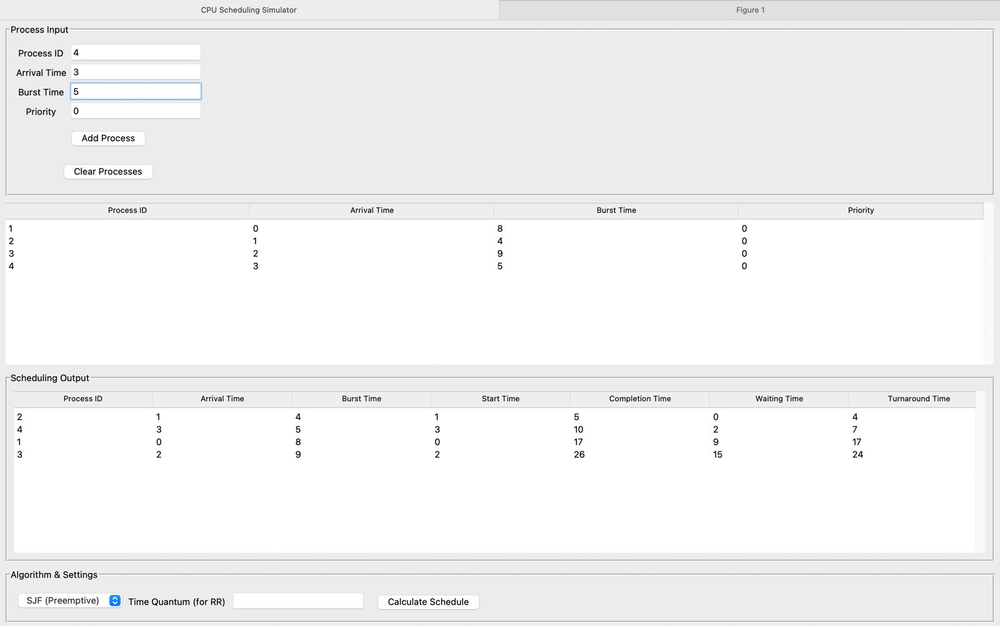 CPU Scheduling Simulator Figure 1
Process Input
Process ID 4
Arrival Time 3
Burst Time 5
Priority 0
Add Process
Clear Processes
Process ID Arrival Time Burst Time Priority
1 0 8 0
2 1 4 0
3 2 9 0
4 3 5 0
Scheduling Output
Process ID Arrival Time Burst Time Start Time Completion Time Waiting Time Turnaround Time
2 1 4 1 5 0 4
4 3 5 3 10 2 7
1 0 8 0 17 9 17
3 2 9 2 26 15 24
Algorithm & Settings
SJF (Preemptive) Time Quantum (for RR) Calculate Schedule